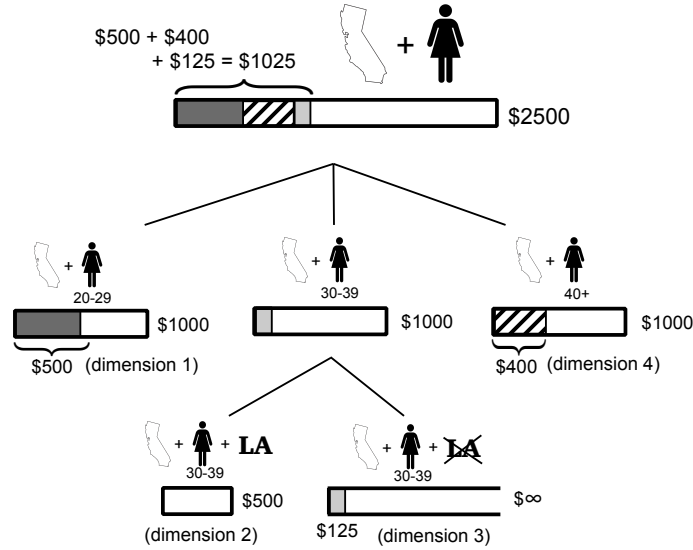 $500 + $400
+ $125 = $1025
+
$2500
+
20-29
$1000
$500 (dimension 1)
+
30-39
$1000
+
40+
$1000
$400 (dimension 4)
+ + LA
30-39
$500
(dimension 2)
+ + LA
30-39
$∞
$125 (dimension 3)